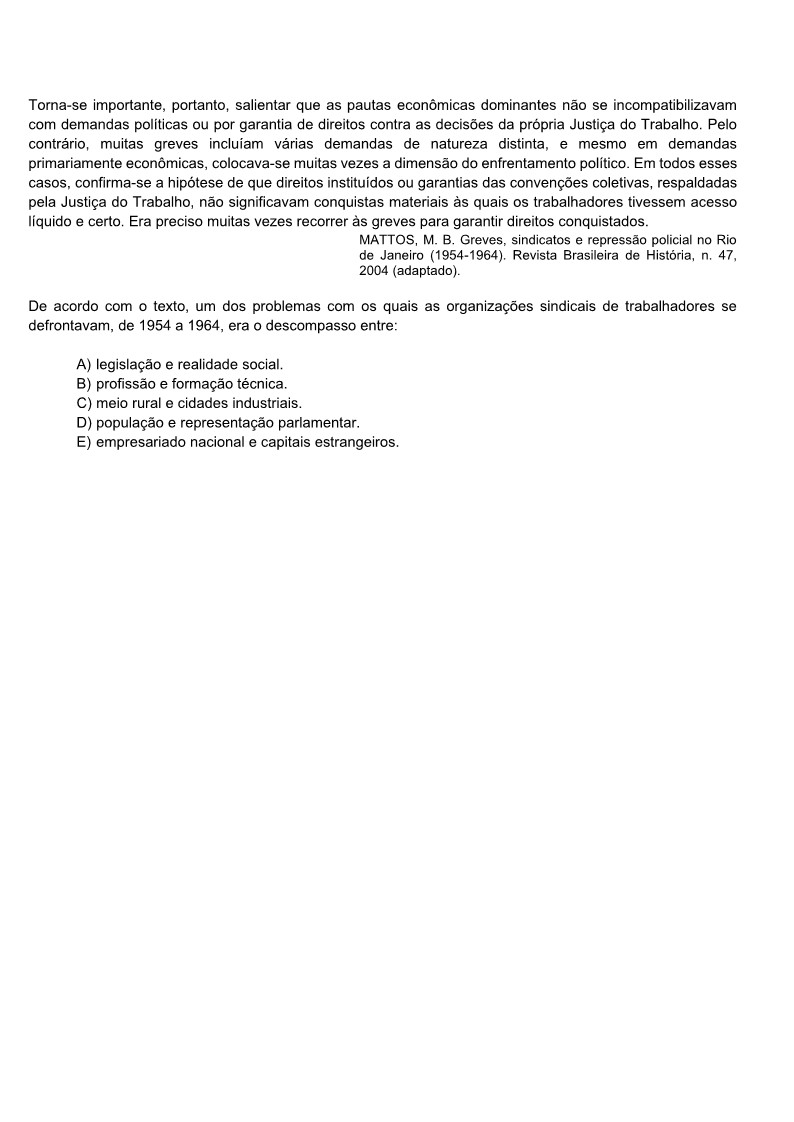 Torna-se importante, portanto, salientar que as pautas econômicas dominantes não se incompatibilizavam
com demandas políticas ou por garantia de direitos contra as decisões da própria Justiça do Trabalho. Pelo
contrário, muitas greves incluíam várias demandas de natureza distinta, e mesmo em demandas
primariamente econômicas, colocava-se muitas vezes a dimensão do enfrentamento político. Em todos esses
casos, confirma-se a hipótese de que direitos instituídos ou garantias das convenções coletivas, respaldadas
pela Justiça do Trabalho, não significavam conquistas materiais às quais os trabalhadores tivessem acesso
líquido e certo. Era preciso muitas vezes recorrer às greves para garantir direitos conquistados.
MATTOS, M. B. Greves, sindicatos e repressão policial no Rio
de Janeiro (1954-1964). Revista Brasileira de História, n. 47,
2004 (adaptado).
De acordo com o texto, um dos problemas com os quais as organizações sindicais de trabalhadores se
defrontavam, de 1954 a 1964, era o descompasso entre:
A) legislação e realidade social.
B) profissão e formação técnica.
C) meio rural e cidades industriais.
D) população e representação parlamentar.
E) empresariado nacional e capitais estrangeiros.